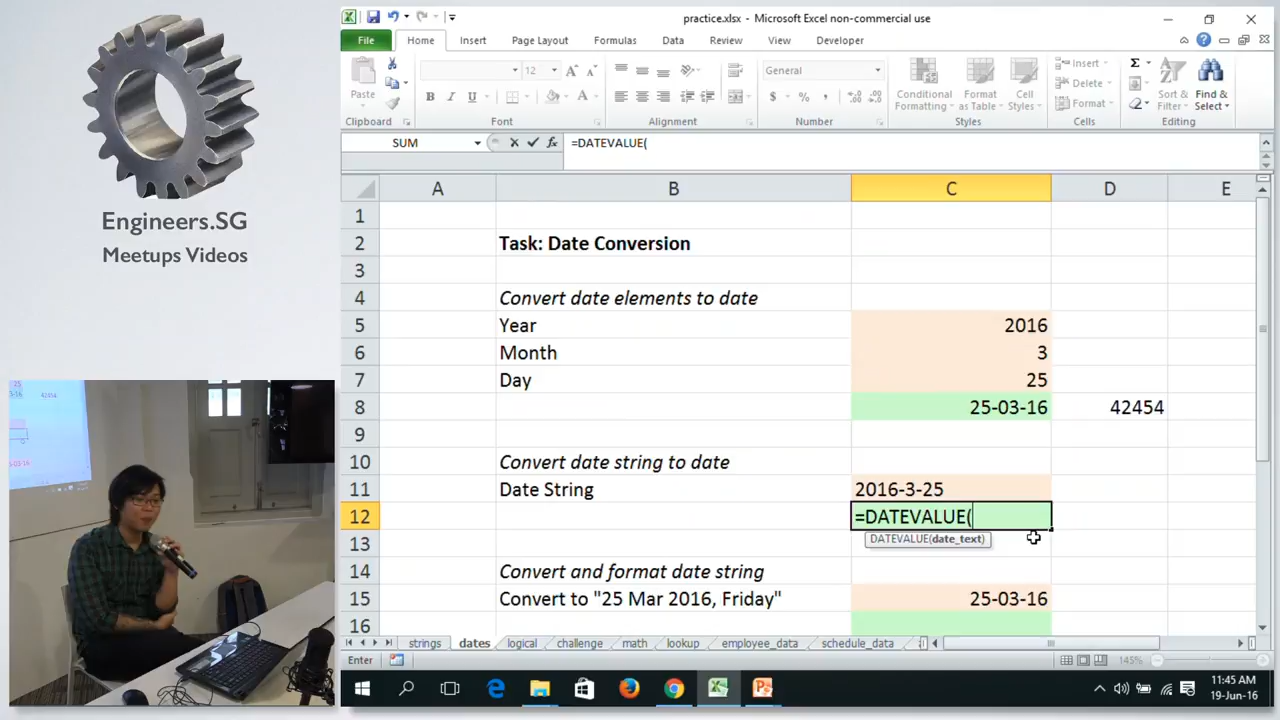 practice.xlsx - Microsoft Excel non-commercial use
File Home Insert Page Layout Formulas Data Review View Developer
Paste
12
General
B I U
Conditional Formatting
Format as Table
Cell Styles
Insert
Delete
Format
Sort & Filter
Find & Select
Clipboard Font Alignment Number Styles Cells Editing
SUM =DATEVALUE(
A B C D E
1
2 Task: Date Conversion
3
4 Convert date elements to date
5 Year 2016
6 Month 3
7 Day 25
8 25-03-16 42454
9
10 Convert date string to date
11 Date String 2016-3-25
12 =DATEVALUE(
DATEVALUE(date_text)
13
14 Convert and format date string
15 Convert to "25 Mar 2016, Friday" 25-03-16
16
strings dates logical challenge math lookup employee_data schedule_data
Enter 145%
11:45 AM
19-Jun-16
Engineers.SG
Meetups Videos